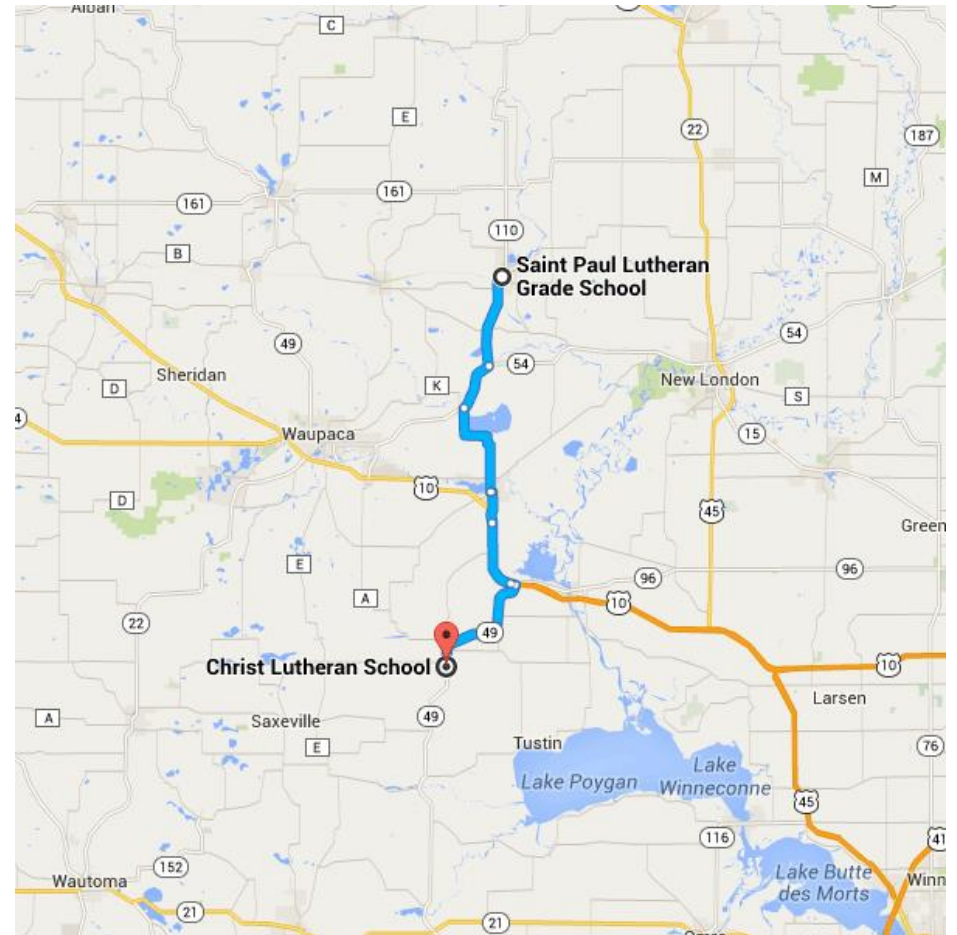 Alban
C
E
22
187
M
161
161
110
B
Saint Paul Lutheran
Grade School
49
54
54
Sheridan
D
K
New London
S
Waupaca
15
D
10
45
Green
E
96
96
A
10
22
49
Christ Lutheran School
10
Larsen
A
Saxeville
49
E
Tustin
76
Lake Poygan
Lake
Winneconne
45
116
41
152
Lake Butte
des Morts
Wautoma
Winn
21
21